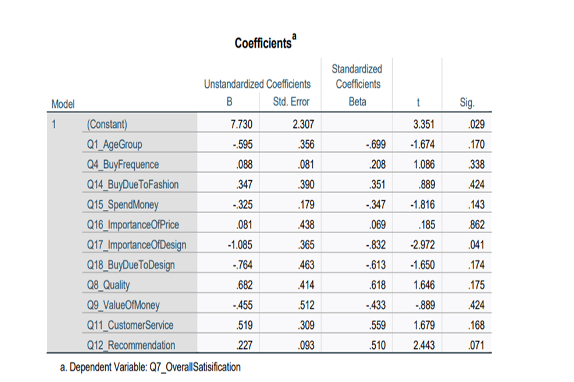 Coefficientsa
Standardized
Unstandardized Coefficients Coefficients
Model B Std. Error Beta t Sig.
1 (Constant) 7.730 2.307 3.351 .029
Q1_AgeGroup -.595 .356 -.699 -1.674 .170
Q4_BuyFrequence .088 .081 .208 1.086 .338
Q14_BuyDueToFashion .347 .390 .351 .889 .424
Q15_SpendMoney -.325 .179 -.347 -1.816 .143
Q16_ImportanceOfPrice .081 .438 .069 .185 .862
Q17_ImportanceOfDesign -1.085 .365 -.832 -2.972 .041
Q18_BuyDueToDesign -.764 .463 -.613 -1.650 .174
Q8_Quality .682 .414 .618 1.646 .175
Q9_ValueOfMoney -.455 .512 -.433 -.889 .424
Q11_CustomerService .519 .309 .559 1.679 .168
Q12_Recommendation .227 .093 .510 2.443 .071
a. Dependent Variable: Q7_OverallSatisification